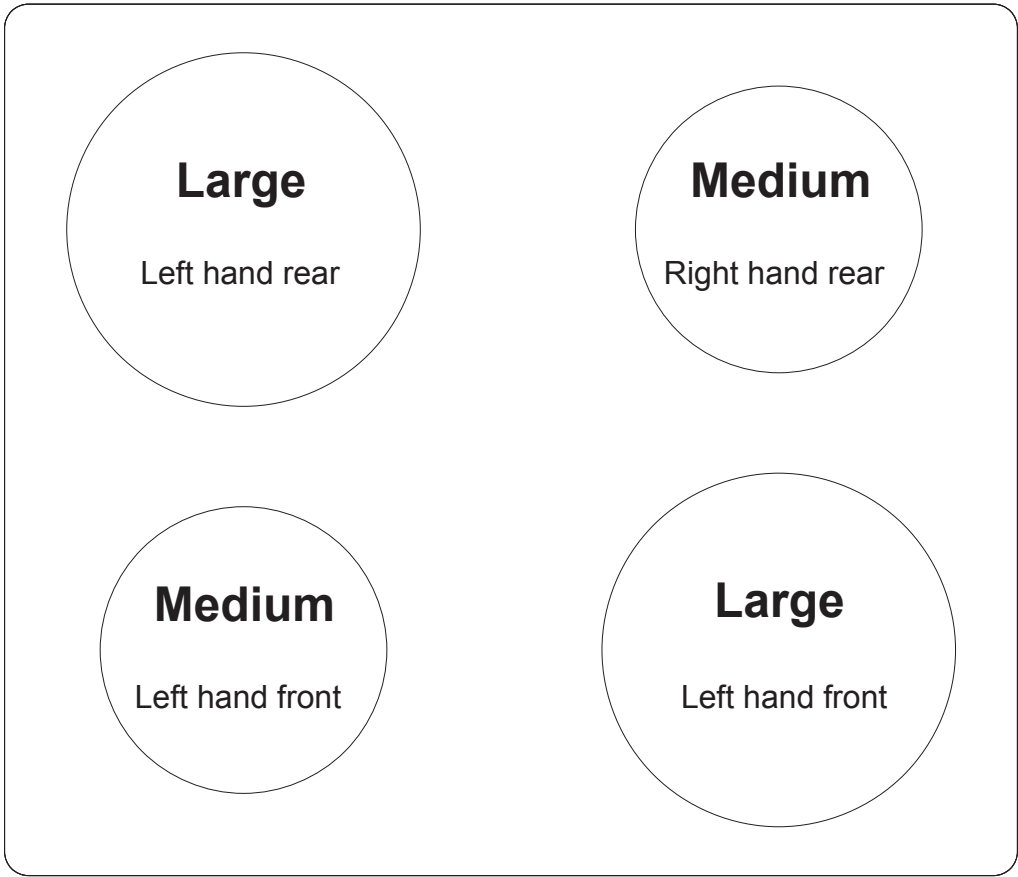 Large
Left hand rear
Medium
Right hand rear
Medium
Left hand front
Large
Left hand front